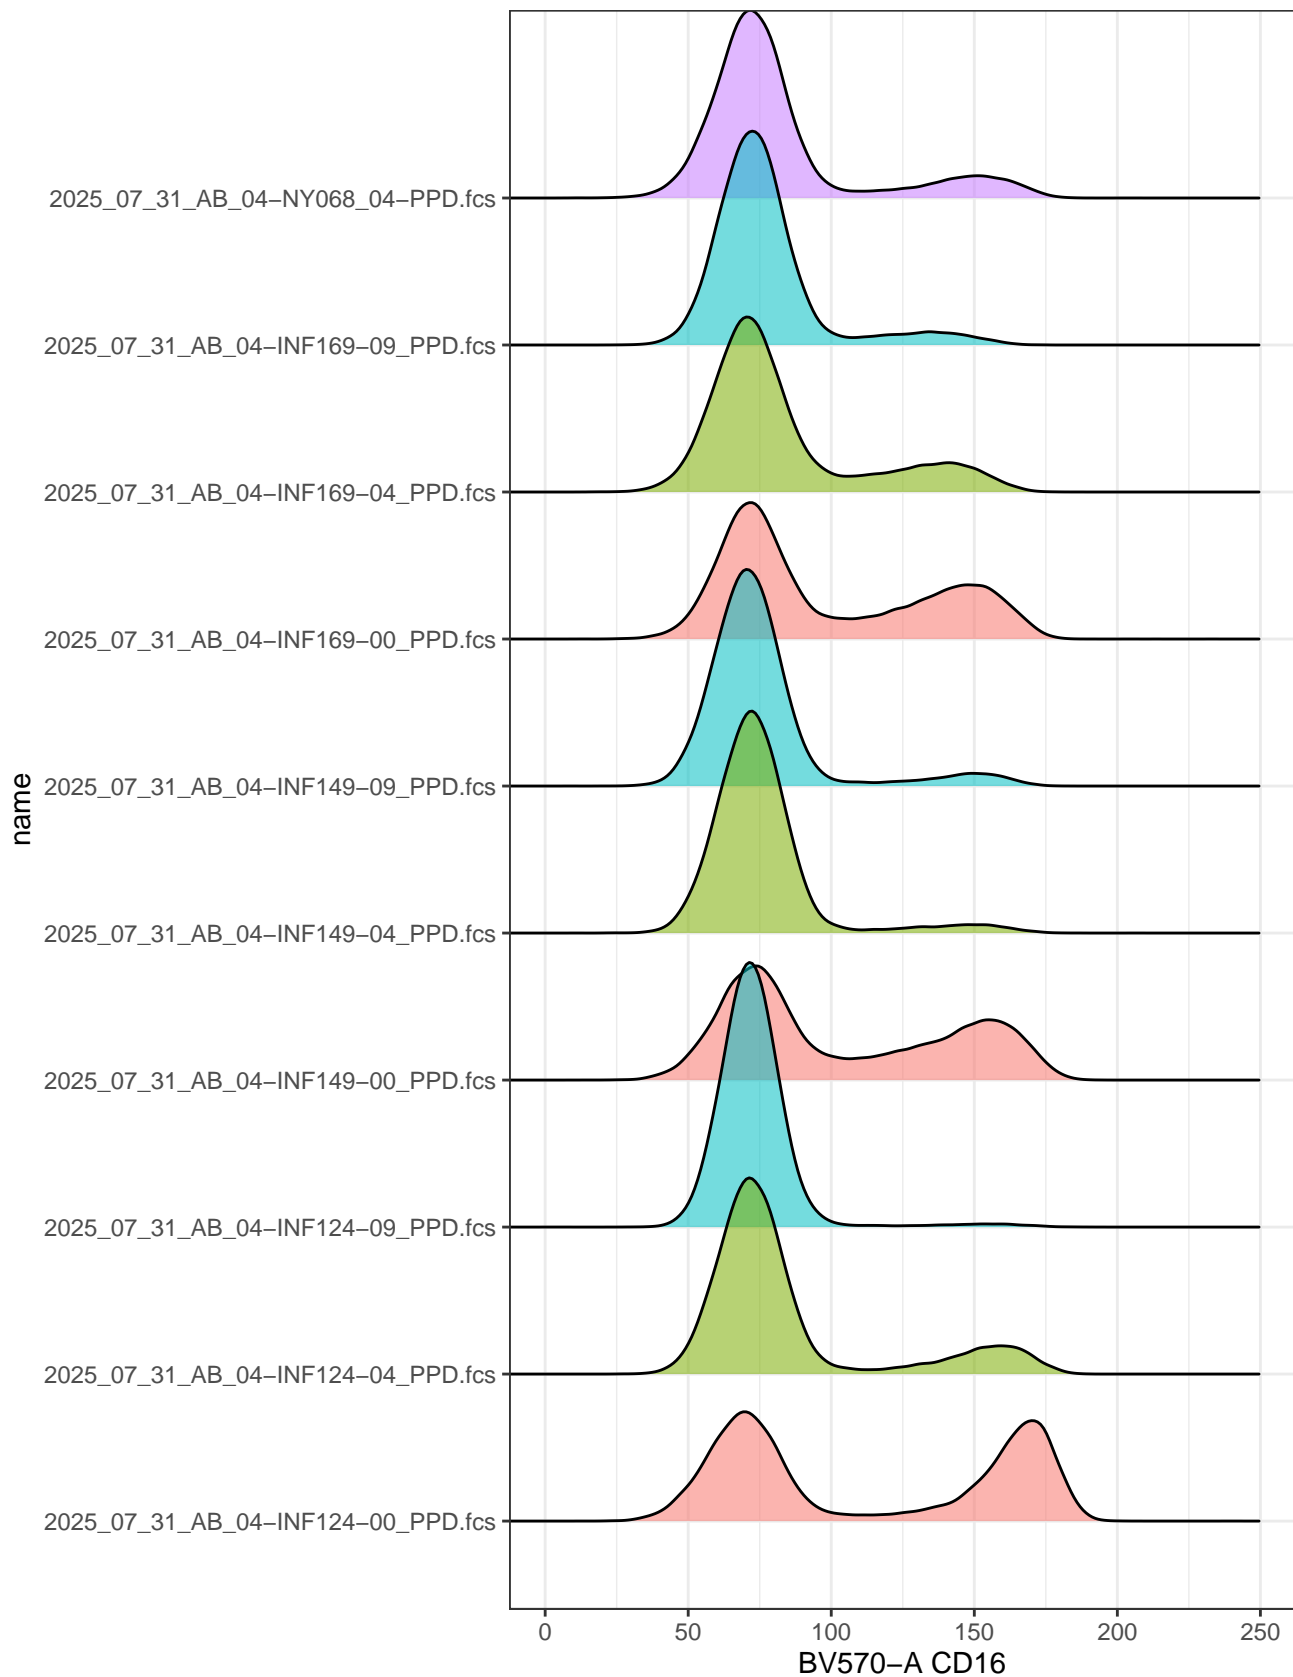 2025_07_31_AB_04−NY068_04−PPD.fcs
2025_07_31_AB_04−INF169−09_PPD.fcs
2025_07_31_AB_04−INF169−04_PPD.fcs
2025_07_31_AB_04−INF169−00_PPD.fcs
2025_07_31_AB_04−INF149−09_PPD.fcs
name
2025_07_31_AB_04−INF149−04_PPD.fcs
2025_07_31_AB_04−INF149−00_PPD.fcs
2025_07_31_AB_04−INF124−09_PPD.fcs
2025_07_31_AB_04−INF124−04_PPD.fcs
2025_07_31_AB_04−INF124−00_PPD.fcs
0 50 100 150 200 250
BV570−A CD16